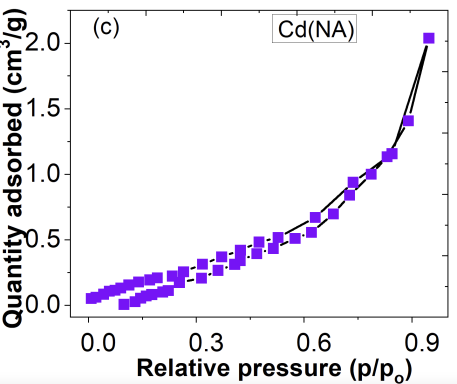 (c)
Cd(NA)
Quantity adsorbed (cm³/g)
2.0
1.5
1.0
0.5
0.0
0.0 0.3 0.6 0.9
Relative pressure (p/pₒ)